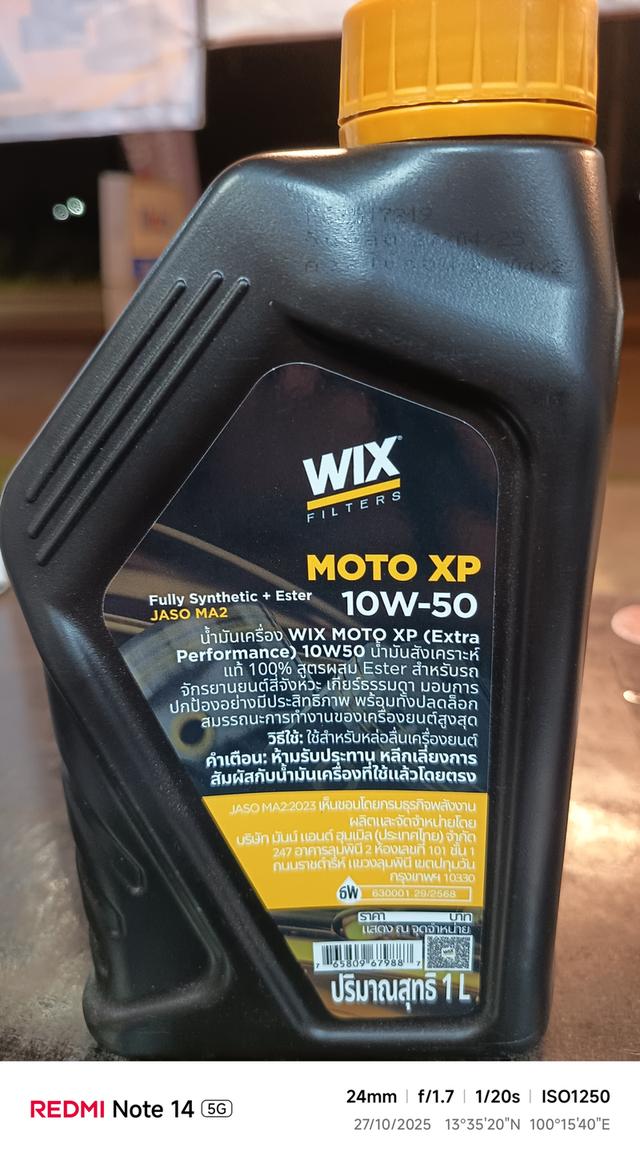 WIX
FILTERS
MOTO XP
10W-50
Fully Synthetic + Ester
JASO MA2
น้ำมันเครื่อง WIX MOTO XP (Extra
Performance) 10W50 น้ำมันสังเคราะห์
แท้ 100% สูตรผสม Ester สำหรับรถ
จักรยานยนต์สี่จังหวะ เกียร์ธรรมดา มอบการ
ปกป้องอย่างมีประสิทธิภาพ พร้อมทั้งปลดล็อก
สมรรถนะการทำงานของเครื่องยนต์สูงสุด
วิธีใช้: ใช้สำหรับหล่อลื่นเครื่องยนต์
คำเตือน: ห้ามรับประทาน หลีกเลี่ยงการ
สัมผัสกับน้ำมันเครื่องที่ใช้แล้วโดยตรง
JASO MA2:2023 เห็นชอบโดยกรมธุรกิจพลังงาน
ผลิตและจัดจำหน่ายโดย
บริษัท มันน์ แอนด์ ฮุมเมิล (ประเทศไทย) จำกัด
247 อาคารลุมพินี 2 ห้องเลขที่ 101 ชั้น 1
ถนนราชดำริห์ แขวงลุมพินี เขตปทุมวัน
กรุงเทพฯ 10330
ธW 630001 29/2568
ราคา บาท
แสดง ณ จุดจำหน่าย
7 65809 67988 7
ปริมาณสุทธิ 1 L
REDMI Note 14 5G
24mm | f/1.7 | 1/20s | ISO1250
27/10/2025 13°35'20"N 100°15'40"E